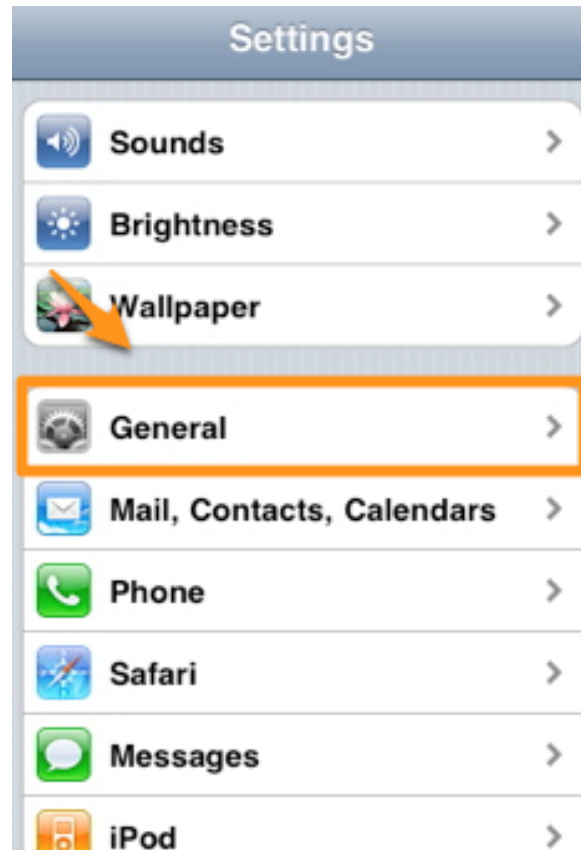 Settings
Sounds
Brightness
Wallpaper
General
Mail, Contacts, Calendars
Phone
Safari
Messages
iPod